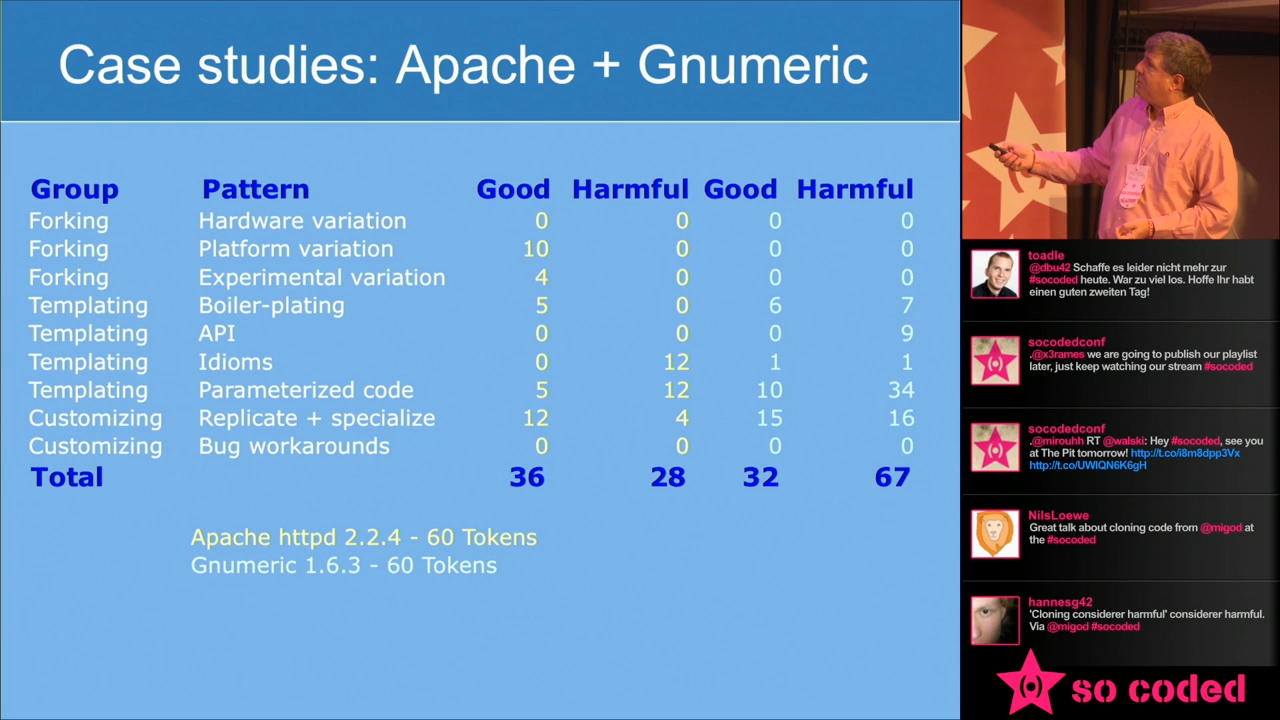 Case studies: Apache + Gnumeric
Group Pattern Good Harmful Good Harmful
Forking Hardware variation 0 0 0 0
Forking Platform variation 10 0 0 0
Forking Experimental variation 4 0 0 0
Templating Boiler-plating 5 0 6 7
Templating API 0 0 0 9
Templating Idioms 0 12 1 1
Templating Parameterized code 5 12 10 34
Customizing Replicate + specialize 12 4 15 16
Customizing Bug workarounds 0 0 0 0
Total 36 28 32 67
Apache httpd 2.2.4 - 60 Tokens
Gnumeric 1.6.3 - 60 Tokens
toadle
@dbu42 Schaffe es leider nicht mehr zur
#socoded heute. War zu viel los. Hoffe Ihr habt
einen guten zweiten Tag!
socodedconf
.@x3rames we are going to publish our playlist
later, just keep watching our stream #socoded
socodedconf
.@mirouhh RT @walski: Hey #socoded, see you
at The Pit tomorrow! http://t.co/i8m8dpp3Vx
http://t.co/UWIQN6K6gH
NilsLoewe
Great talk about cloning code from @migod at
the #socoded
hannesg42
'Cloning considerer harmful' considerer harmful.
Via @migod #socoded
so coded